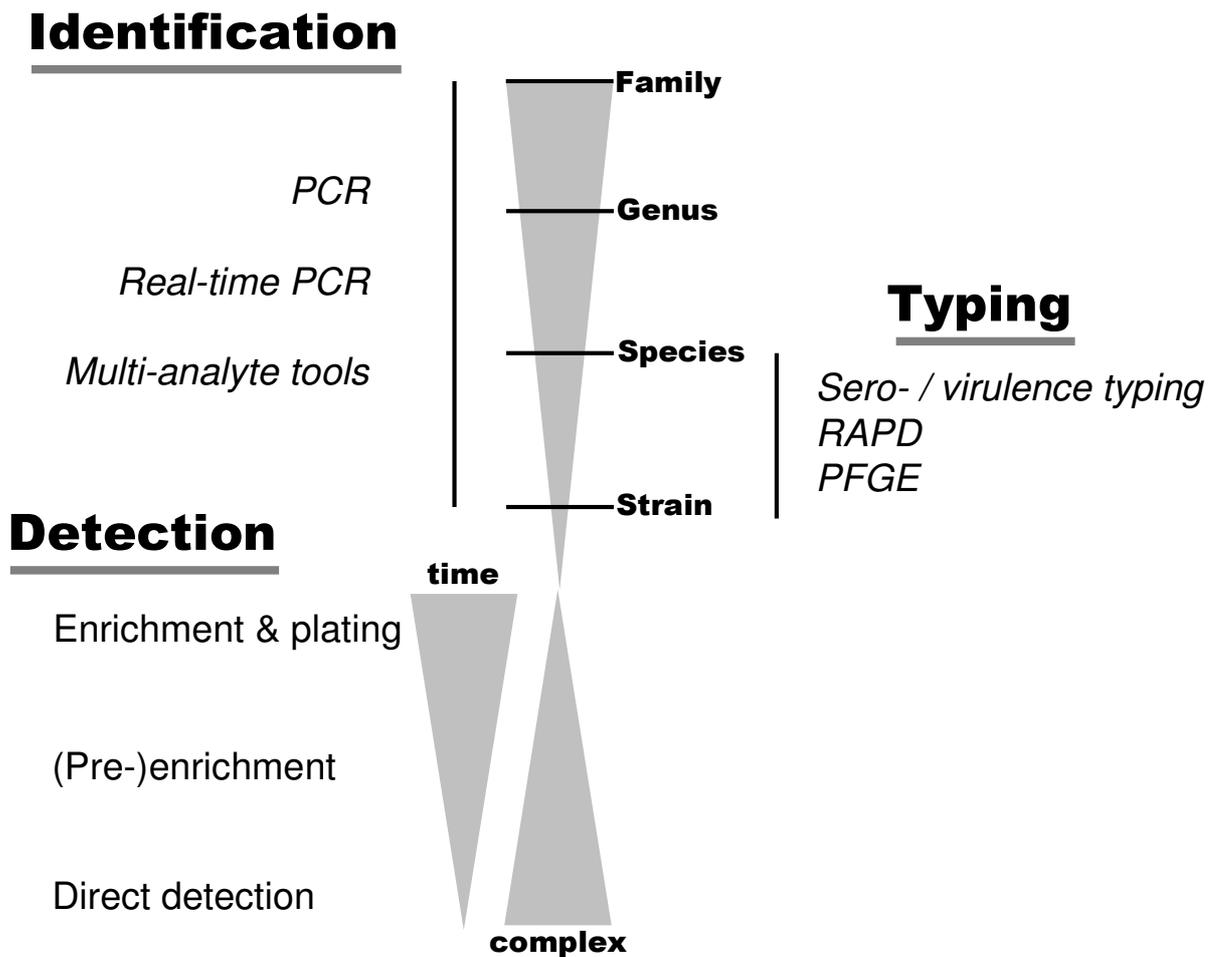 Identification
Family
PCR
Genus
Real-time PCR
Typing
Species
Multi-analyte tools
Sero- / virulence typing
RAPD
PFGE
Strain
Detection
time
Enrichment & plating
(Pre-)enrichment
Direct detection
complex